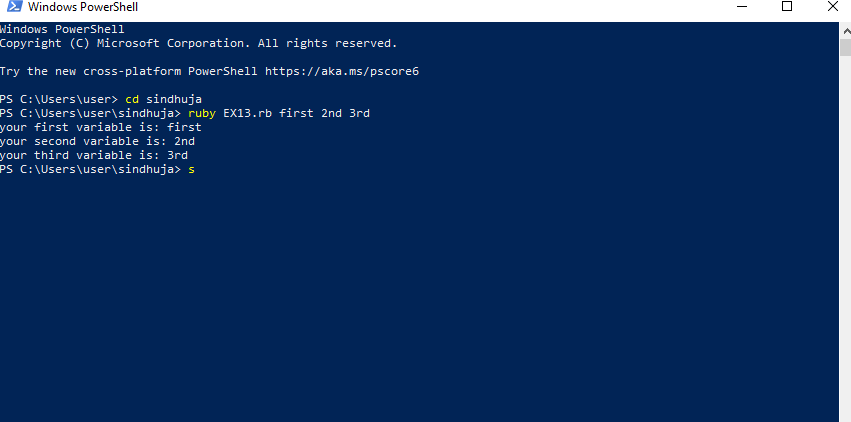 Windows PowerShell
Windows PowerShell
Copyright (C) Microsoft Corporation. All rights reserved.
Try the new cross-platform PowerShell https://aka.ms/pscore6
PS C:\Users\user> cd sindhuja
PS C:\Users\user\sindhuja> ruby EX13.rb first 2nd 3rd
your first variable is: first
your second variable is: 2nd
your third variable is: 3rd
PS C:\Users\user\sindhuja> s